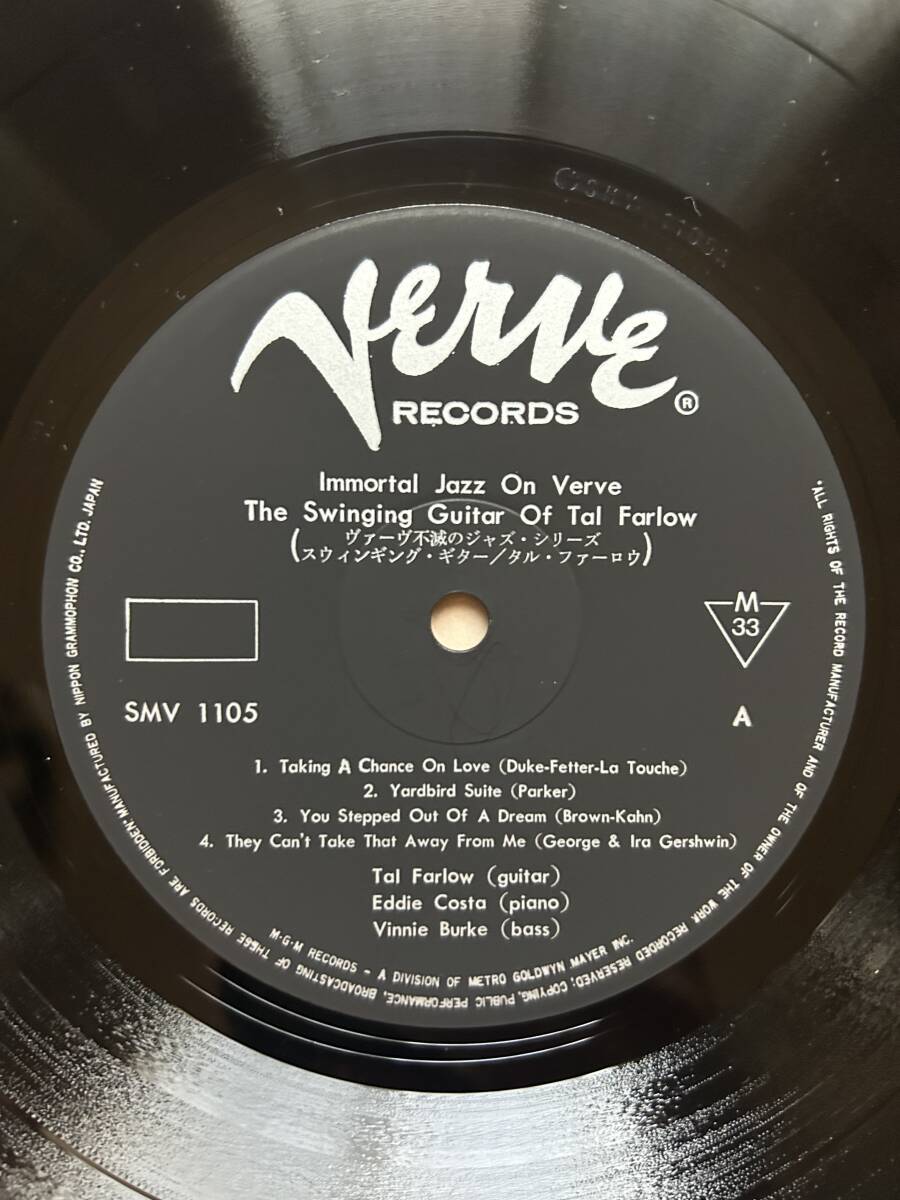 Verve
RECORDS ®
Immortal Jazz On Verve
The Swinging Guitar Of Tal Farlow
(ヴァーヴ不滅のジャズ・シリーズ
スウィンギング・ギター/タル・ファーロウ)
M
33
SMV 1105
A
1. Taking A Chance On Love (Duke-Fetter-La Touche)
2. Yardbird Suite (Parker)
3. You Stepped Out Of A Dream (Brown-Kahn)
4. They Can't Take That Away From Me (George & Ira Gershwin)
Tal Farlow (guitar)
Eddie Costa (piano)
Vinnie Burke (bass)
M·G·M RECORDS – A DIVISION OF METRO GOLDWYN MAYER INC.
*ALL RIGHTS OF THE RECORD MANUFACTURER AND OF THE OWNER OF THE WORK RECORDED RESERVED; COPYING, PUBLIC PERFORMANCE, BROADCASTING OF THESE RECORDS ARE FORBIDDEN·MANUFACTURED BY NIPPON GRAMMOPHON CO., LTD. JAPAN